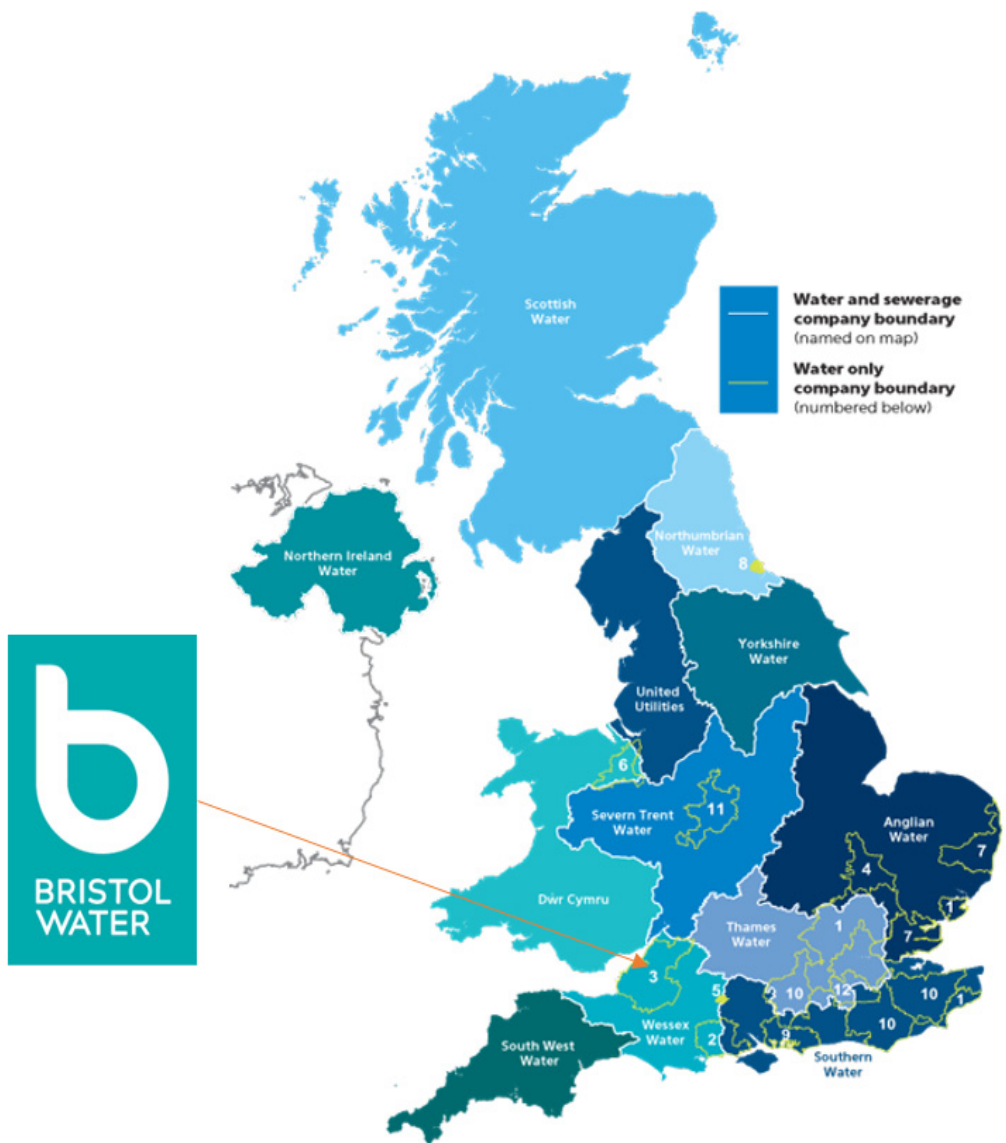 Scottish
Water
Water and sewerage
company boundary
(named on map)
Water only
company boundary
(numbered below)
Northumbrian
Water
8
Northern Ireland
Water
Yorkshire
Water
United
Utilities
6
11
Severn Trent
Water
Anglian
Water
7
4
1
BRISTOL
WATER
Dŵr Cymru
Thames
Water
1
7
3
5
10
12
10
1
Wessex
Water
2
9
10
South West
Water
Southern
Water